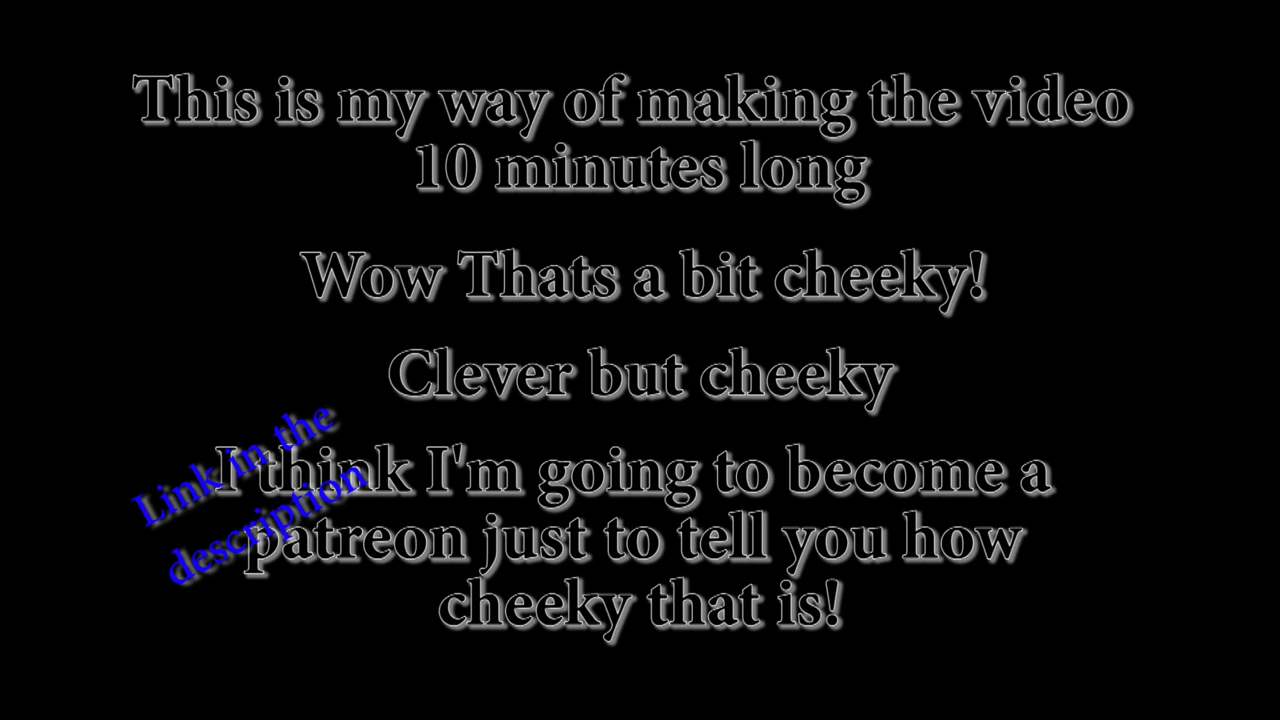 This is my way of making the video
10 minutes long
Wow Thats a bit cheeky!
Clever but cheeky
I think I'm going to become a
patreon just to tell you how
cheeky that is!
Link in the
description